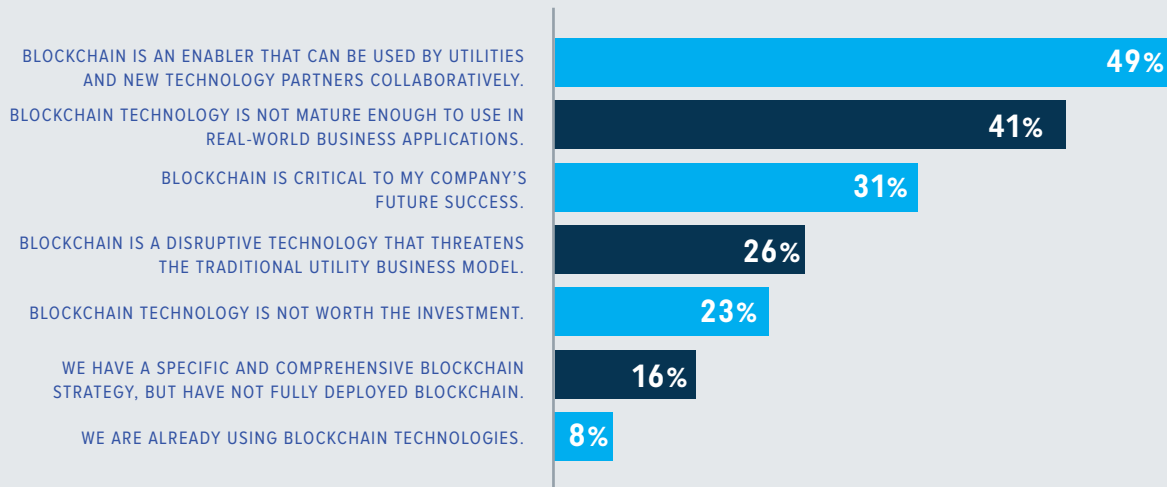 BLOCKCHAIN IS AN ENABLER THAT CAN BE USED BY UTILITIES
AND NEW TECHNOLOGY PARTNERS COLLABORATIVELY.
49%
BLOCKCHAIN TECHNOLOGY IS NOT MATURE ENOUGH TO USE IN
REAL-WORLD BUSINESS APPLICATIONS.
41%
BLOCKCHAIN IS CRITICAL TO MY COMPANY'S
FUTURE SUCCESS.
31%
BLOCKCHAIN IS A DISRUPTIVE TECHNOLOGY THAT THREATENS
THE TRADITIONAL UTILITY BUSINESS MODEL.
26%
BLOCKCHAIN TECHNOLOGY IS NOT WORTH THE INVESTMENT.
23%
WE HAVE A SPECIFIC AND COMPREHENSIVE BLOCKCHAIN
STRATEGY, BUT HAVE NOT FULLY DEPLOYED BLOCKCHAIN.
16%
WE ARE ALREADY USING BLOCKCHAIN TECHNOLOGIES.
8%